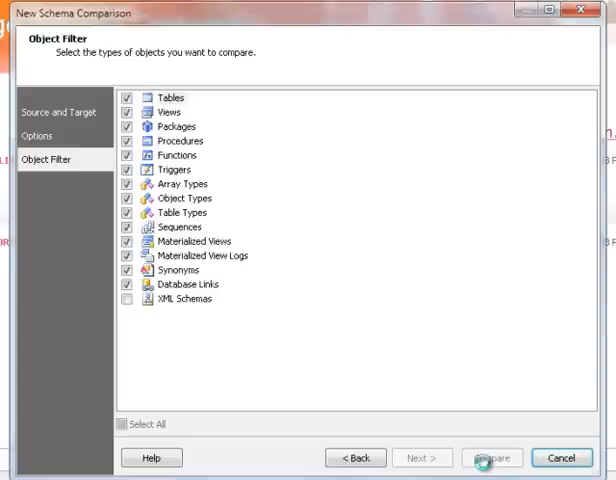 New Schema Comparison
Object Filter
Select the types of objects you want to compare.
Source and Target
Options
Object Filter
Tables
Views
Packages
Procedures
Functions
Triggers
Array Types
Object Types
Table Types
Sequences
Materialized Views
Materialized View Logs
Synonyms
Database Links
XML Schemas
Select All
Help
< Back
Next >
Compare
Cancel